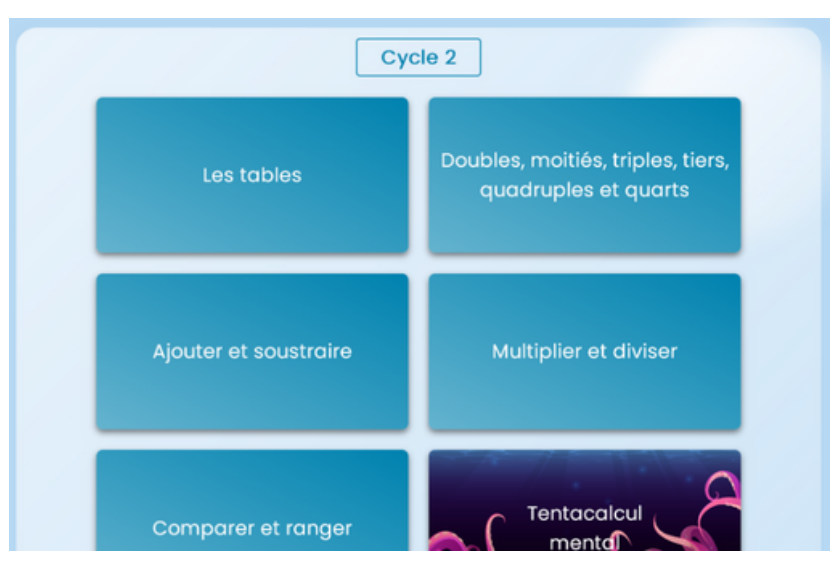 Cycle 2
Les tables
Doubles, moitiés, triples, tiers,
quadruples et quarts
Ajouter et soustraire
Multiplier et diviser
Comparer et ranger
Tentacalcul
mental